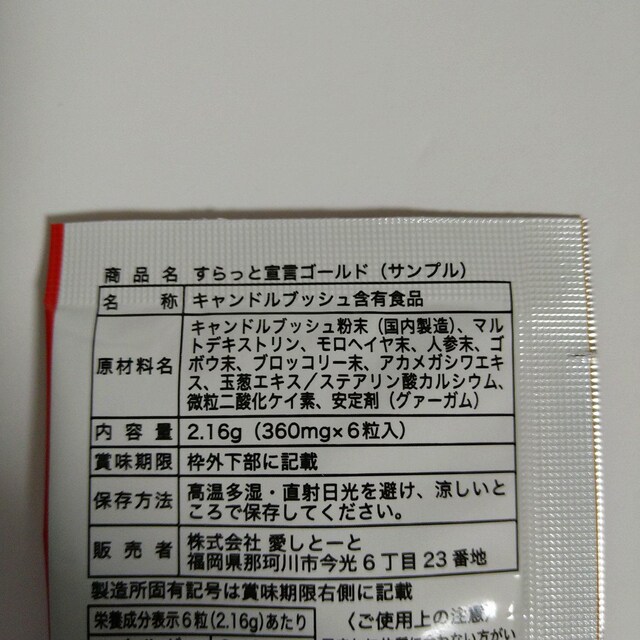 商品名 すらっと宣言ゴールド（サンプル）
名称 キャンドルブッシュ含有食品
原材料名 キャンドルブッシュ粉末（国内製造）、マル
トデキストリン、モロヘイヤ末、人参末、ゴ
ボウ末、ブロッコリー末、アカメガシワエキ
ス、玉葱エキス／ステアリン酸カルシウム、
微粒二酸化ケイ素、安定剤（グァーガム）
内容量 2.16g（360mg×6粒入）
賞味期限 枠外下部に記載
保存方法 高温多湿・直射日光を避け、涼しいと
ころで保存してください。
販売者 株式会社 愛しとーと
福岡県那珂川市今光6丁目23番地
製造所固有記号は賞味期限右側に記載
栄養成分表示6粒(2.16g)あたり
〈ご使用上の注意〉